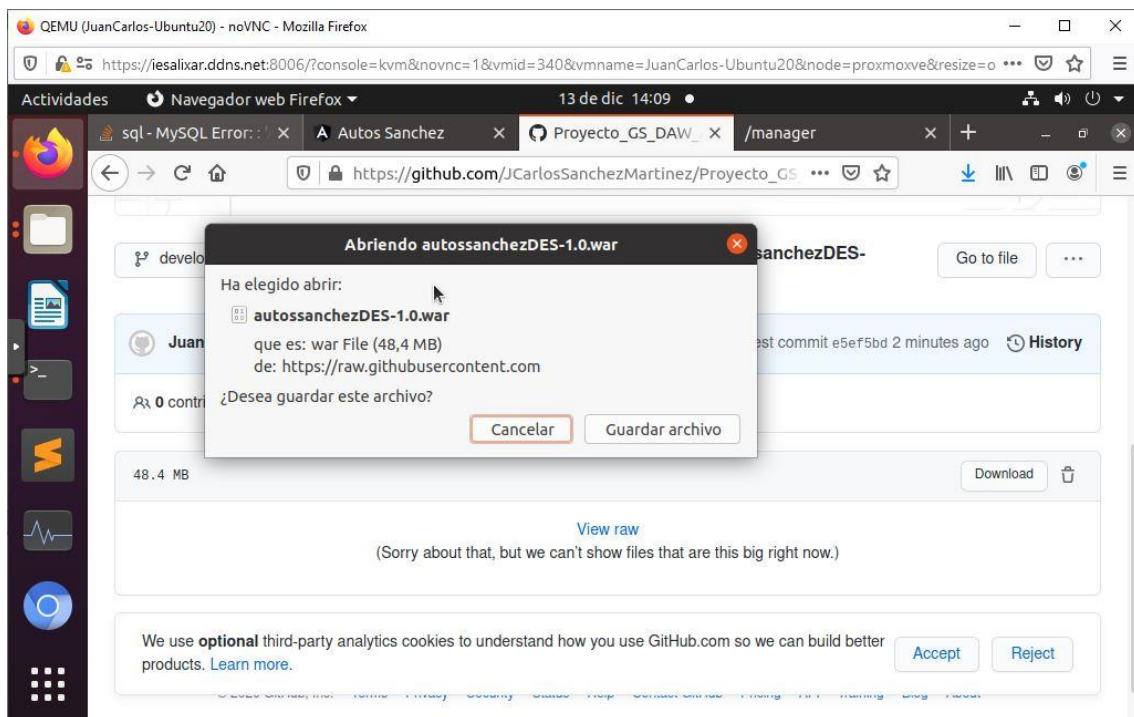 QEMU (JuanCarlos-Ubuntu20) - noVNC - Mozilla Firefox
https://iesalixar.ddns.net:8006/?console=kvm&novnc=1&vmid=340&vmname=JuanCarlos-Ubuntu20&node=proxmoxve&resize=o
Actividades Navegador web Firefox 13 de dic 14:09
sql - MySQL Error: :
Autos Sanchez
Proyecto_GS_DAW_
/manager
https://github.com/JCarlosSanchezMartinez/Proyecto_GS
Abriendo autossanchezDES-1.0.war
develo
sanchezDES-
Go to file
Ha elegido abrir:
autossanchezDES-1.0.war
que es: war File (48,4 MB)
de: https://raw.githubusercontent.com
¿Desea guardar este archivo?
Cancelar Guardar archivo
Juan
est commit e5ef5bd 2 minutes ago History
0 contri
48.4 MB Download
View raw
(Sorry about that, but we can't show files that are this big right now.)
We use optional third-party analytics cookies to understand how you use GitHub.com so we can build better
products. Learn more.
Accept Reject